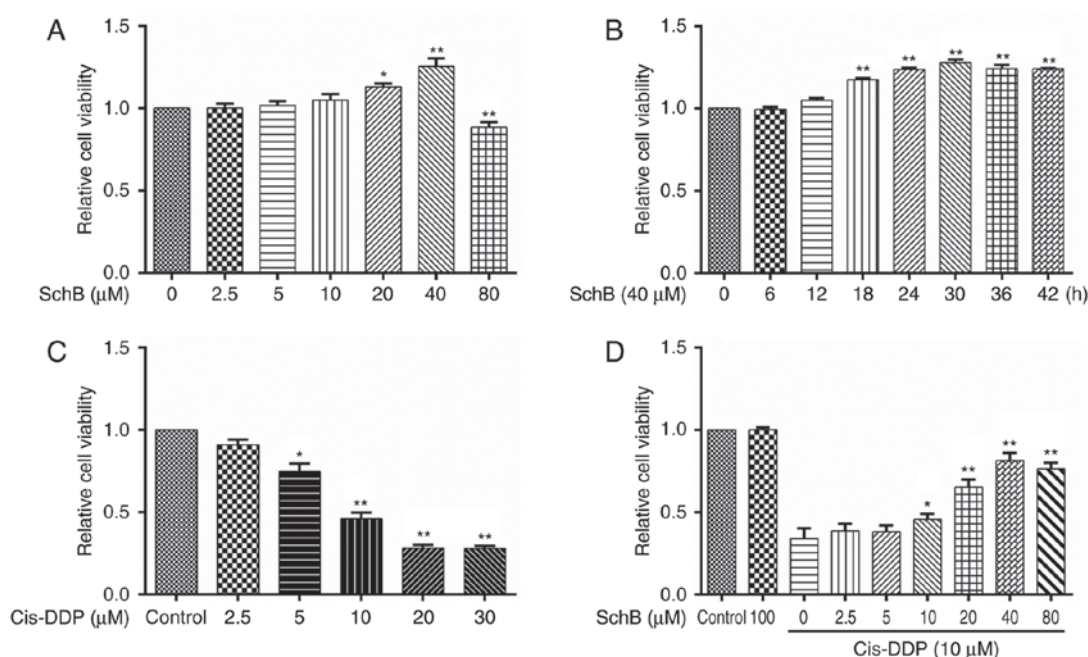 A
Relative cell viability
1.5
1.0
0.5
0.0
* ** **
SchB (μM) 0 2.5 5 10 20 40 80
B
Relative cell viability
1.5
1.0
0.5
0.0
** ** ** ** **
SchB (40 μM) 0 6 12 18 24 30 36 42 (h)
C
Relative cell viability
1.5
1.0
0.5
0.0
* ** ** **
Cis-DDP (μM) Control 2.5 5 10 20 30
D
Relative cell viability
1.5
1.0
0.5
0.0
* ** ** **
SchB (μM) Control 100 0 2.5 5 10 20 40 80
Cis-DDP (10 μM)